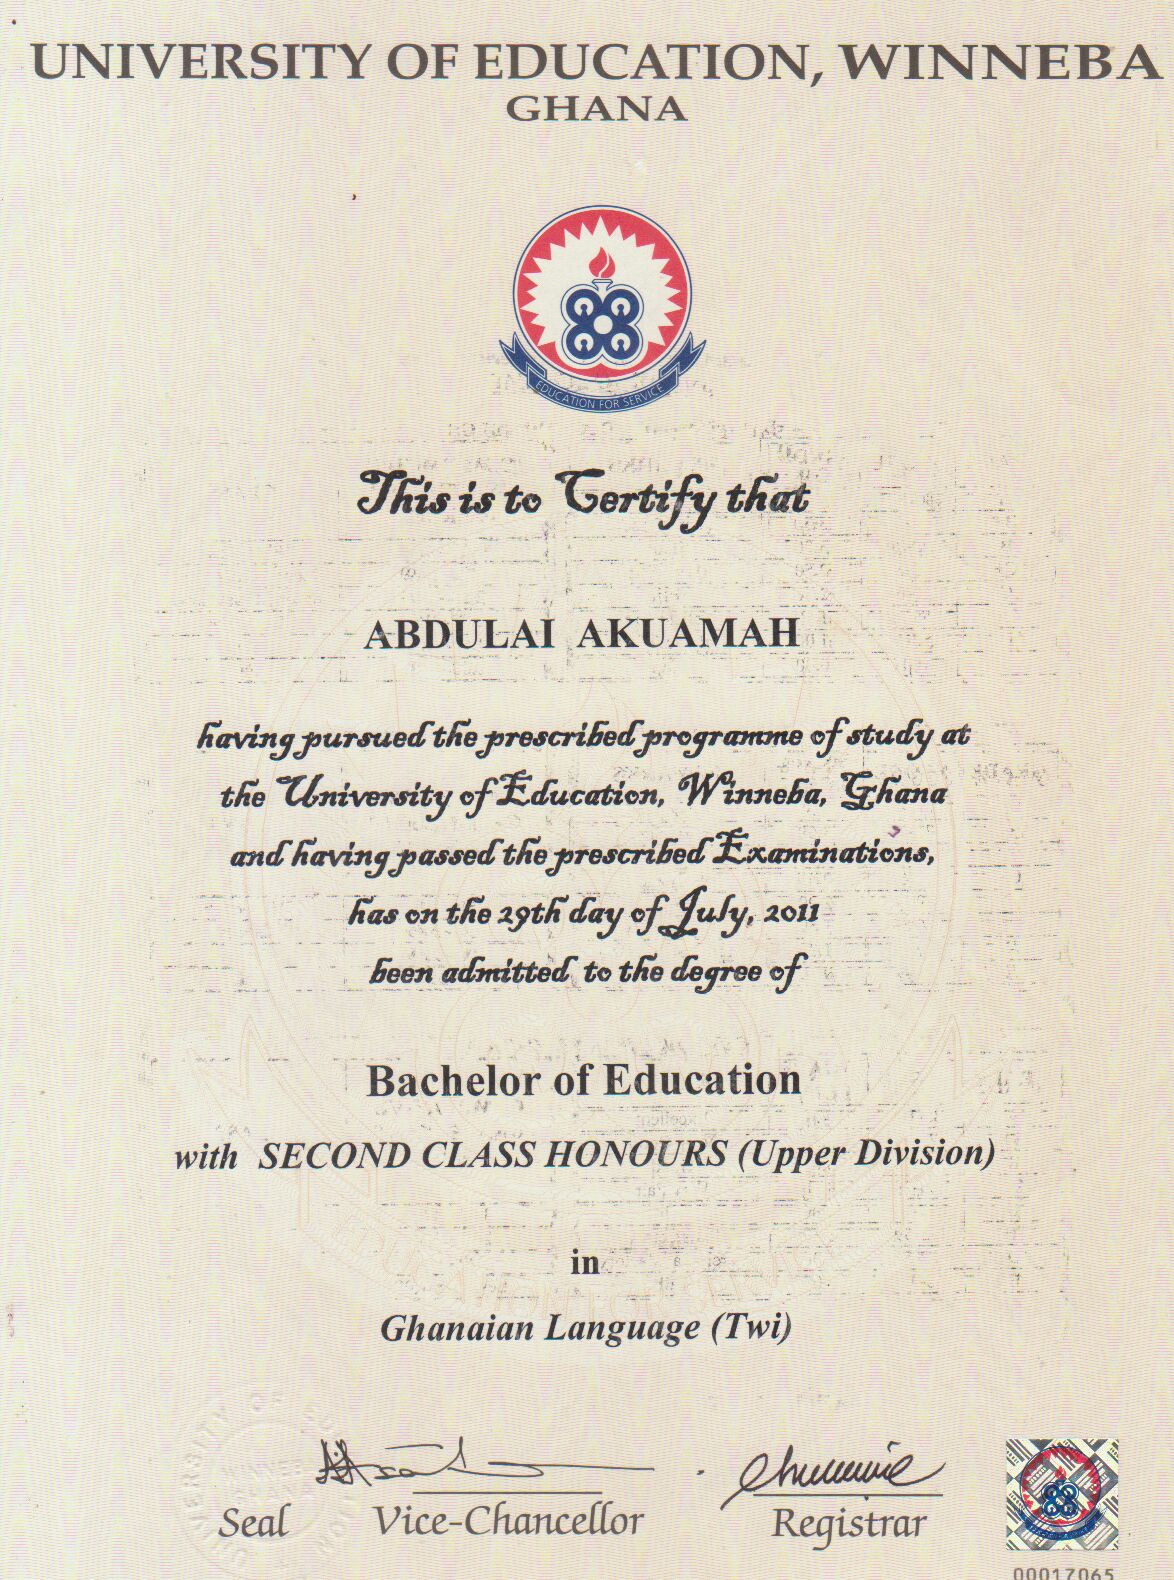 UNIVERSITY OF EDUCATION, WINNEBA
GHANA
EDUCATION FOR SERVICE
This is to Certify that
ABDULAI AKUAMAH
having pursued the prescribed programme of study at
the University of Education, Winneba, Ghana
and having passed the prescribed Examinations,
has on the 29th day of July, 2011
been admitted to the degree of
Bachelor of Education
with SECOND CLASS HONOURS (Upper Division)
in
Ghanaian Language (Twi)
Seal
Vice-Chancellor
Registrar
00017065